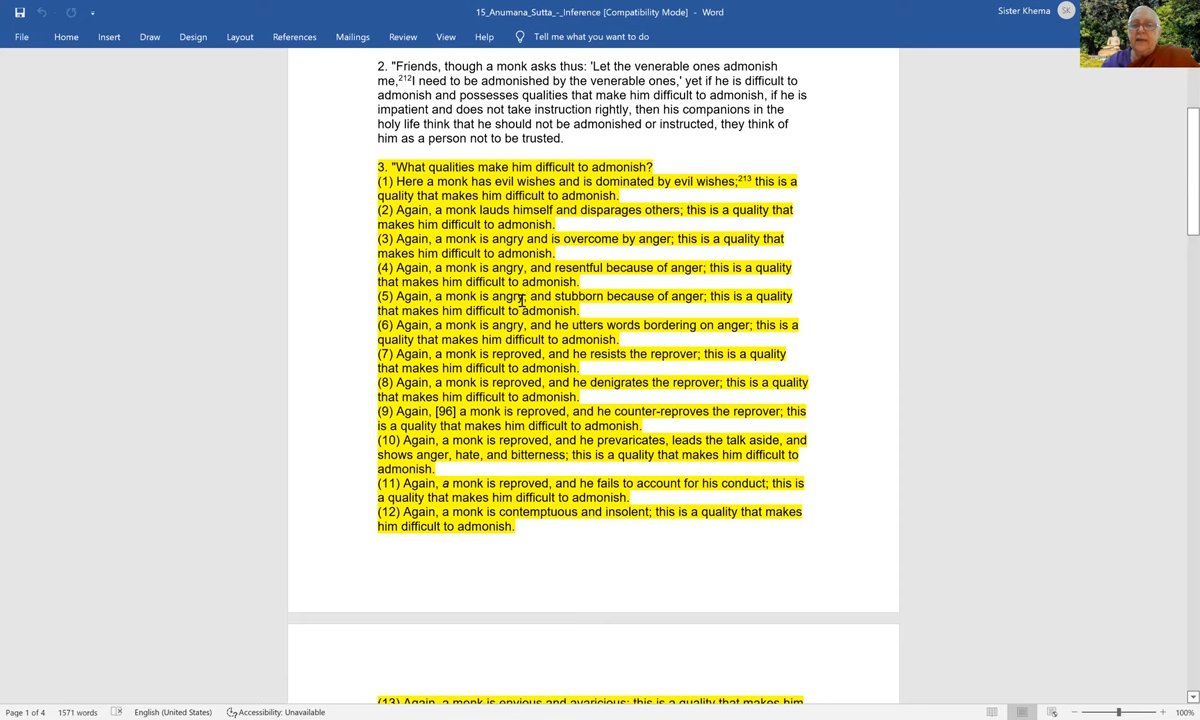 15_Anumana_Sutta_-_Inference [Compatibility Mode] - Word
Sister Khema
SK
File Home Insert Draw Design Layout References Mailings Review View Help Tell me what you want to do
2. "Friends, though a monk asks thus: 'Let the venerable ones admonish
me,212I need to be admonished by the venerable ones,' yet if he is difficult to
admonish and possesses qualities that make him difficult to admonish, if he is
impatient and does not take instruction rightly, then his companions in the
holy life think that he should not be admonished or instructed, they think of
him as a person not to be trusted.
3. "What qualities make him difficult to admonish?
(1) Here a monk has evil wishes and is dominated by evil wishes;213 this is a
quality that makes him difficult to admonish.
(2) Again, a monk lauds himself and disparages others; this is a quality that
makes him difficult to admonish.
(3) Again, a monk is angry and is overcome by anger; this is a quality that
makes him difficult to admonish.
(4) Again, a monk is angry, and resentful because of anger; this is a quality
that makes him difficult to admonish.
(5) Again, a monk is angry, and stubborn because of anger; this is a quality
that makes him difficult to admonish.
(6) Again, a monk is angry, and he utters words bordering on anger; this is a
quality that makes him difficult to admonish.
(7) Again, a monk is reproved, and he resists the reprover; this is a quality
that makes him difficult to admonish.
(8) Again, a monk is reproved, and he denigrates the reprover; this is a quality
that makes him difficult to admonish.
(9) Again, [96] a monk is reproved, and he counter-reproves the reprover; this
is a quality that makes him difficult to admonish.
(10) Again, a monk is reproved, and he prevaricates, leads the talk aside, and
shows anger, hate, and bitterness; this is a quality that makes him difficult to
admonish.
(11) Again, a monk is reproved, and he fails to account for his conduct; this is
a quality that makes him difficult to admonish.
(12) Again, a monk is contemptuous and insolent; this is a quality that makes
him difficult to admonish.
(13) Again, a monk is envious and avaricious; this is a quality that makes him
Page 1 of 4 1571 words English (United States) Accessibility: Unavailable 100%